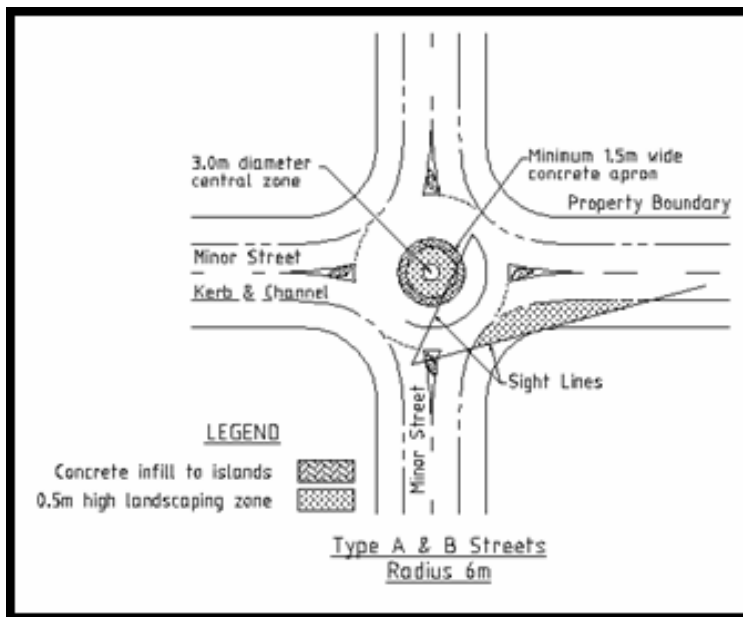 3.0m diameter
central zone
Minimum 1.5m wide
concrete apron
Property Boundary
Minor Street
Kerb & Channel
Sight Lines
Minor Street
LEGEND
Concrete infill to islands
0.5m high landscaping zone
Type A & B Streets
Radius 6m